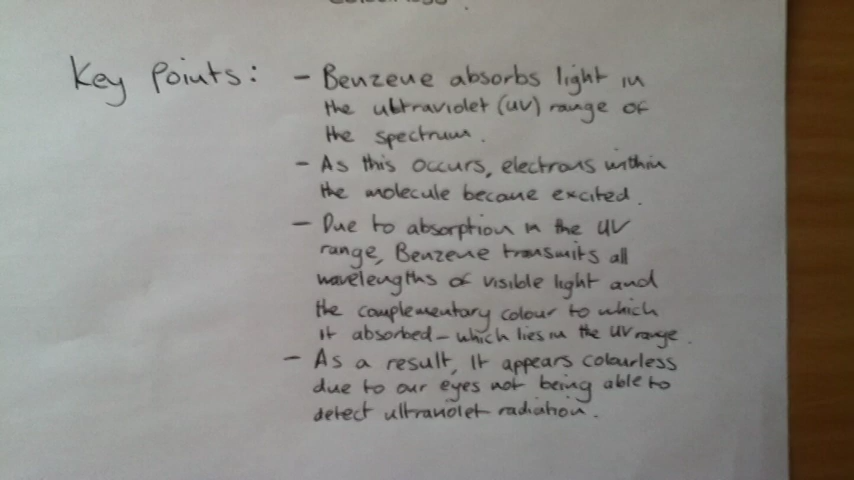 Key Points: - Benzene absorbs light in
the ultraviolet (UV) range of
the spectrum.
- As this occurs, electrons within
the molecule become excited.
- Due to absorption in the UV
range, Benzene transmits all
wavelengths of visible light and
the complementary colour to which
it absorbed - which lies in the UV range.
- As a result, it appears colourless
due to our eyes not being able to
detect ultraviolet radiation.